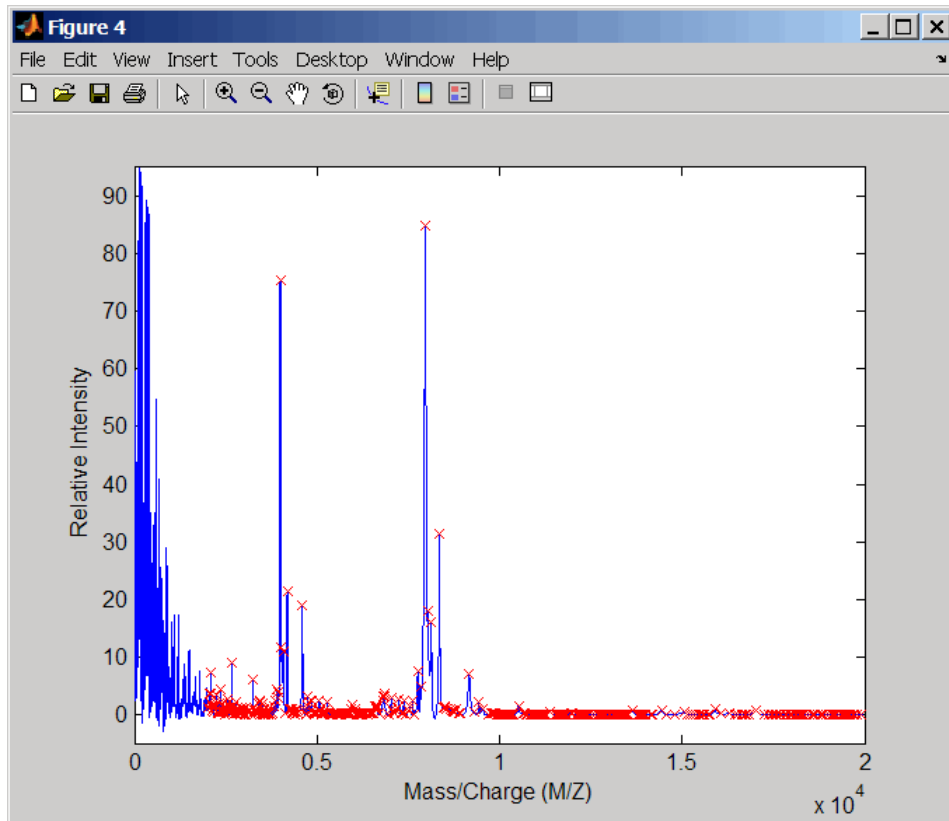 Figure 4
File Edit View Insert Tools Desktop Window Help
90
80
70
60
50
40
30
20
10
0
Relative Intensity
0 0.5 1 1.5 2
Mass/Charge (M/Z)
x 10^4